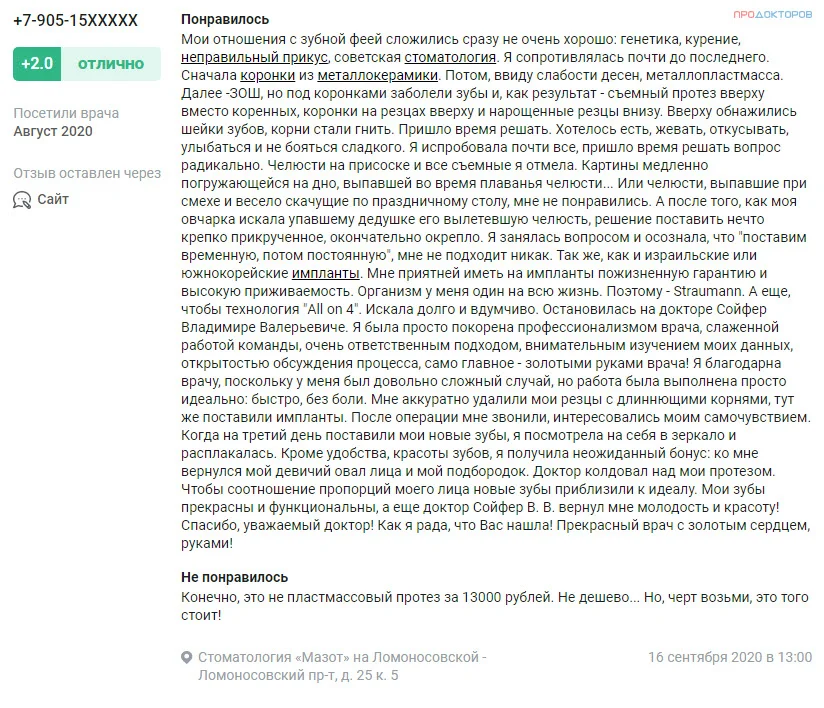 +7-905-15XXXXX
+2.0 отлично
Посетили врача
Август 2020
Отзыв оставлен через
Сайт
ПРОДОКТОРОВ
Понравилось
Мои отношения с зубной феей сложились сразу не очень хорошо: генетика, курение,
неправильный прикус, советская стоматология. Я сопротивлялась почти до последнего.
Сначала коронки из металлокерамики. Потом, ввиду слабости десен, металлопластмасса.
Далее -ЗОШ, но под коронками заболели зубы и, как результат - съемный протез вверху
вместо коренных, коронки на резцах вверху и нарощенные резцы внизу. Вверху обнажились
шейки зубов, корни стали гнить. Пришло время решать. Хотелось есть, жевать, откусывать,
улыбаться и не бояться сладкого. Я испробовала почти все, пришло время решать вопрос
радикально. Челюсти на присоске и все съемные я отмела. Картины медленно
погружающейся на дно, выпавшей во время плаванья челюсти... Или челюсти, выпавшие при
смехе и весело скачущие по праздничному столу, мне не понравились. А после того, как моя
овчарка искала упавшему дедушке его вылетевшую челюсть, решение поставить нечто
крепко прикрученное, окончательно окрепло. Я занялась вопросом и осознала, что "поставим
временную, потом постоянную", мне не подходит никак. Так же, как и израильские или
южнокорейские импланты. Мне приятней иметь на импланты пожизненную гарантию и
высокую приживаемость. Организм у меня один на всю жизнь. Поэтому - Straumann. А еще,
чтобы технология "All on 4". Искала долго и вдумчиво. Остановилась на докторе Сойфер
Владимире Валерьевиче. Я была просто покорена профессионализмом врача, слаженной
работой команды, очень ответственным подходом, внимательным изучением моих данных,
открытостью обсуждения процесса, само главное - золотыми руками врача! Я благодарна
врачу, поскольку у меня был довольно сложный случай, но работа была выполнена просто
идеально: быстро, без боли. Мне аккуратно удалили мои резцы с длиннющими корнями, тут
же поставили импланты. После операции мне звонили, интересовались моим самочувствием.
Когда на третий день поставили мои новые зубы, я посмотрела на себя в зеркало и
расплакалась. Кроме удобства, красоты зубов, я получила неожиданный бонус: ко мне
вернулся мой девичий овал лица и мой подбородок. Доктор колдовал над мои протезом.
Чтобы соотношение пропорций моего лица новые зубы приблизили к идеалу. Мои зубы
прекрасны и функциональны, а еще доктор Сойфер В. В. вернул мне молодость и красоту!
Спасибо, уважаемый доктор! Как я рада, что Вас нашла! Прекрасный врач с золотым сердцем,
руками!
Не понравилось
Конечно, это не пластмассовый протез за 13000 рублей. Не дешево... Но, черт возьми, это того
стоит!
Стоматология «Мазот» на Ломоносовской -
Ломоносовский пр-т, д. 25 к. 5
16 сентября 2020 в 13:00